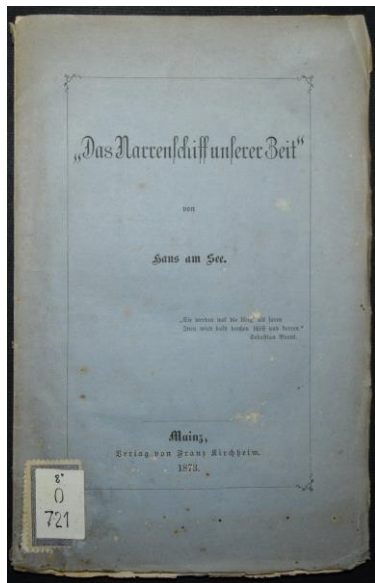 „Das Narrenschiff unserer Zeit“
von
Hans am See.
Sebastian Brant.
Mainz,
Verlag von Franz Kirchheim.
1873.
8°
O
721